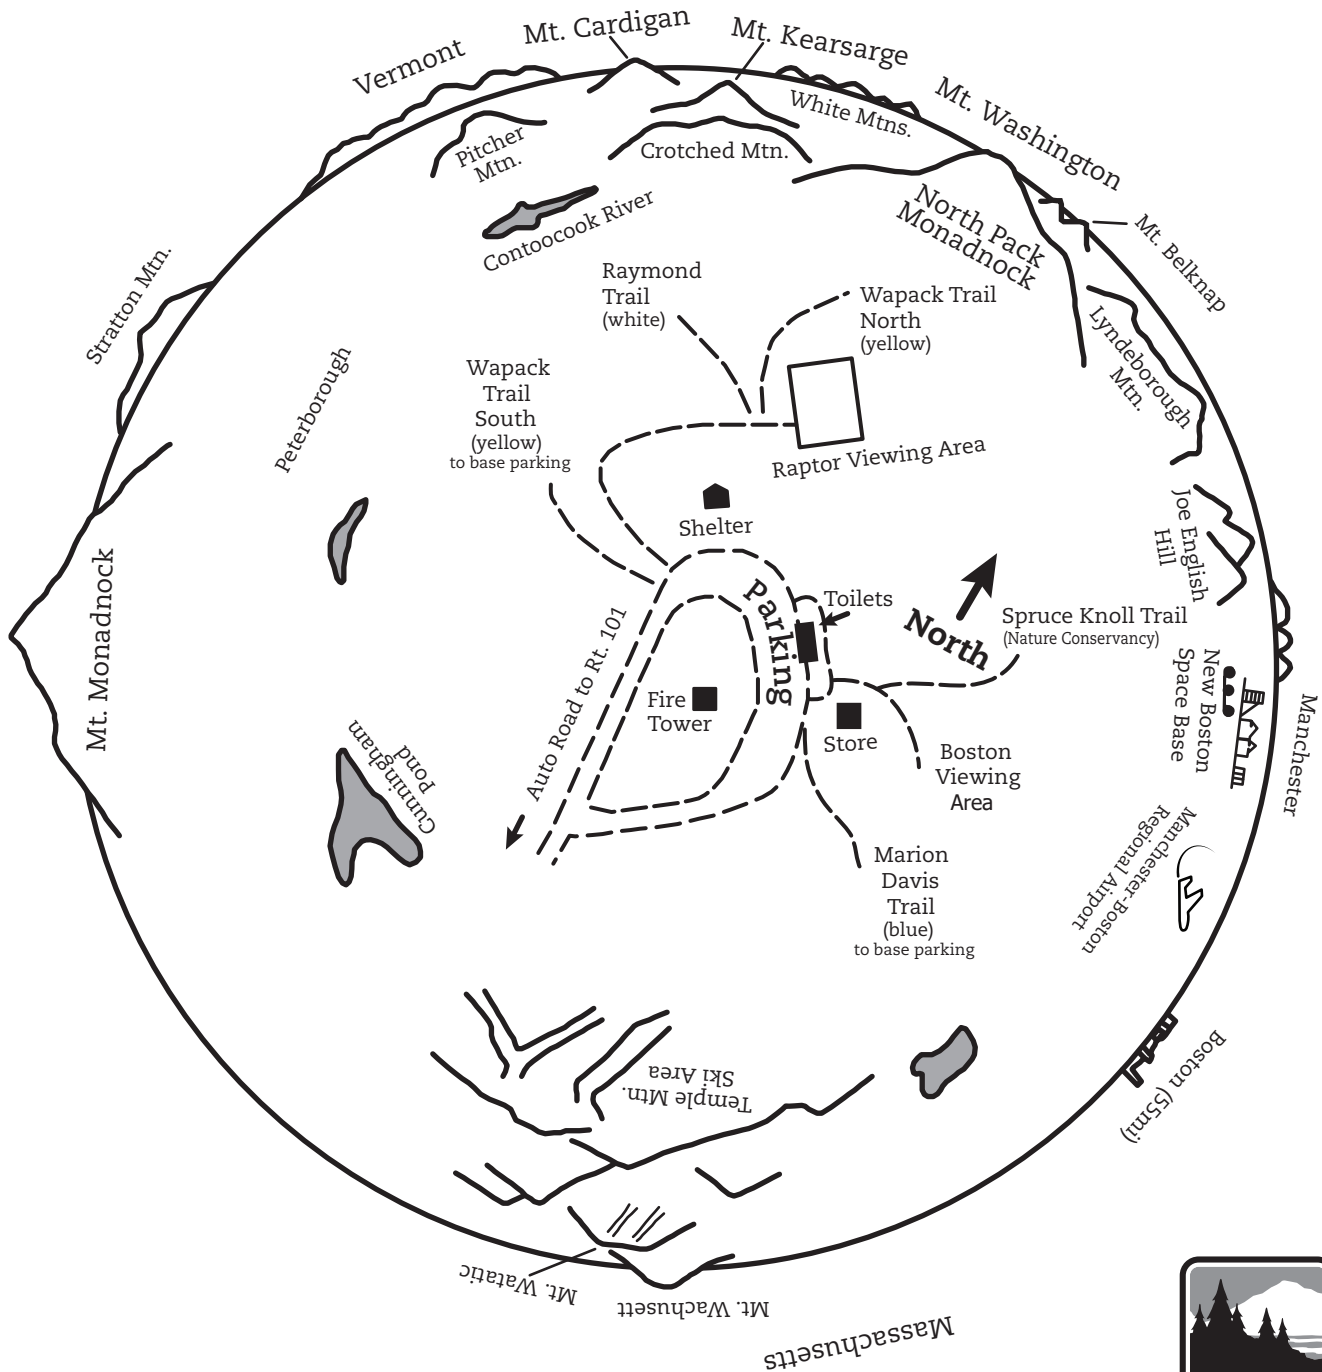 Vermont
Mt. Cardigan
Mt. Kearsarge
White Mtns.
Mt. Washington
Pitcher
Mtn.
Crotched Mtn.
North Pack
Monadnock
Mt. Belknap
Contoocook River
Stratton Mtn.
Raymond
Trail
(white)
Wapack Trail
North
(yellow)
Lyndeborough
Mtn.
Peterborough
Wapack
Trail
South
(yellow)
to base parking
Raptor Viewing Area
Shelter
Joe English
Hill
Mt. Monadnock
Parking
Toilets
North
Spruce Knoll Trail
(Nature Conservancy)
Auto Road to Rt. 101
Fire
Tower
Store
New Boston
Space Base
Manchester
Cunningham
Pond
Boston
Viewing
Area
Manchester-Boston
Regional Airport
Marion
Davis
Trail
(blue)
to base parking
Boston (55mi)
Temple Mtn.
Ski Area
Mt. Watatic
Mt. Wachusett
Massachusetts